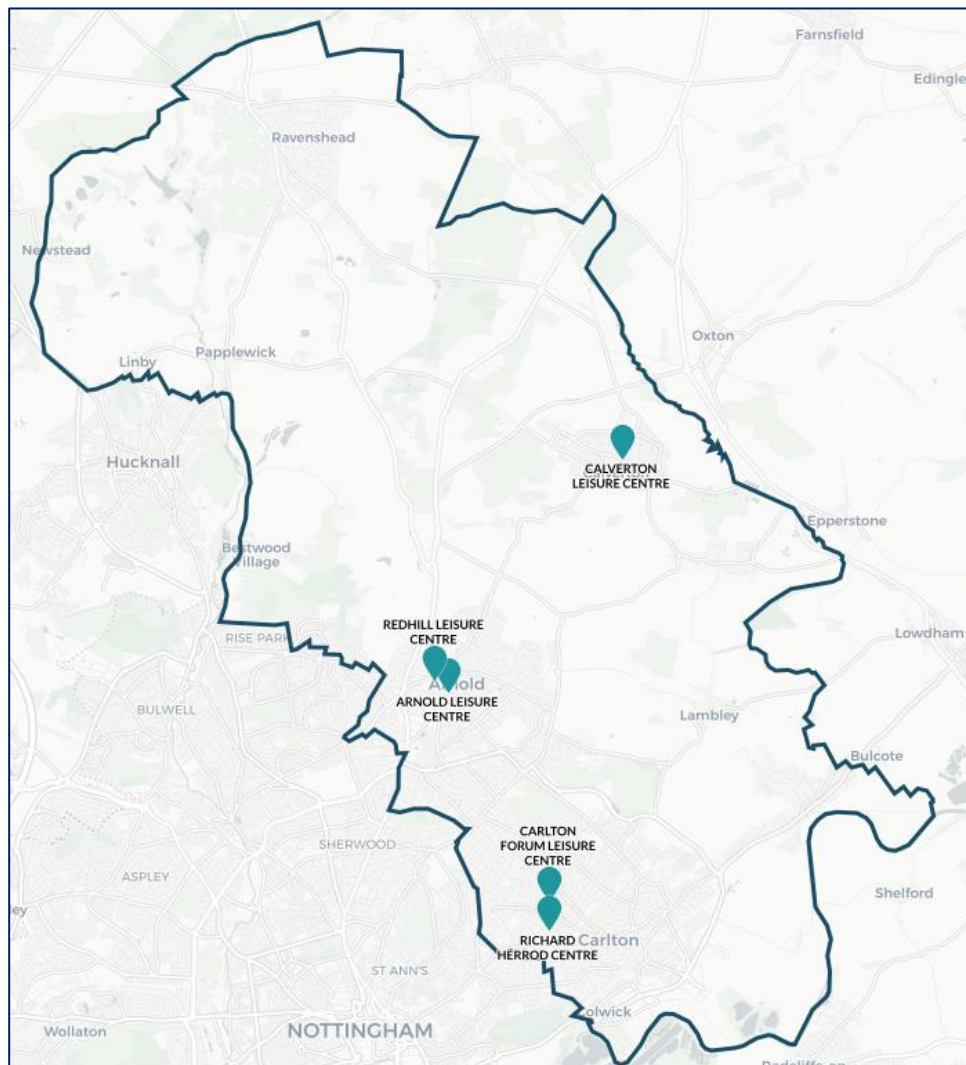 Farnsfield
Edingle
Ravenshead
Newstead
Oxton
Linby
Papplewick
Hucknall
CALVERTON
LEISURE CENTRE
Epperstone
Bestwood
Village
REDHILL LEISURE
CENTRE
RISE PARK
Lowdham
Arnold
ARNOLD LEISURE
CENTRE
BULWELL
Lambley
Bulcote
CARLTON
FORUM LEISURE
CENTRE
SHERWOOD
ASPLEY
Shelford
ley
RICHARD
HERROD CENTRE
Carlton
ST ANN'S
olwick
Wollaton
NOTTINGHAM